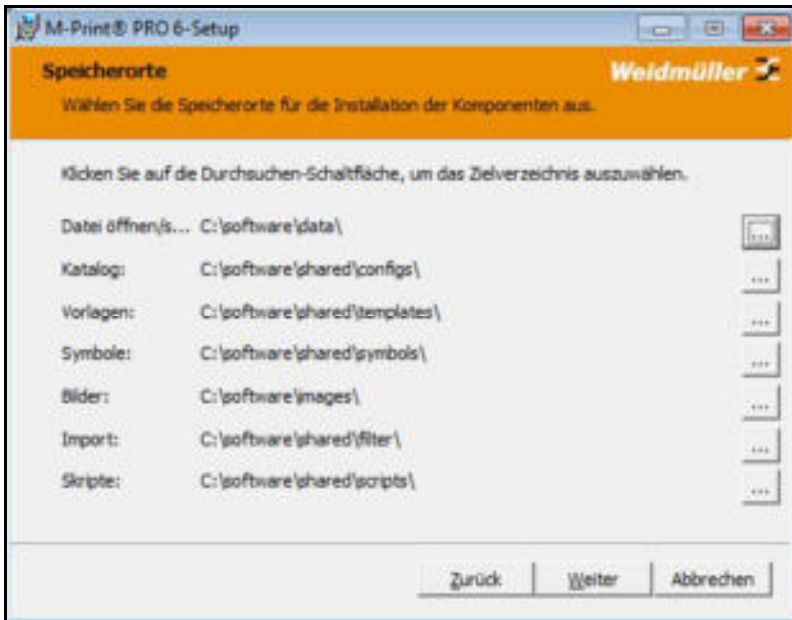 M-Print® PRO 6-Setup
Speicherorte
Weidmüller
Wählen Sie die Speicherorte für die Installation der Komponenten aus.
Klicken Sie auf die Durchsuchen-Schaltfläche, um das Zielverzeichnis auszuwählen.
Datei öffnen/s... C:\software\data\ ...
Katalog: C:\software\shared\configs\ ...
Vorlagen: C:\software\shared\templates\ ...
Symbole: C:\software\shared\symbols\ ...
Bilder: C:\software\images\ ...
Import: C:\software\shared\filter\ ...
Skripte: C:\software\shared\scripts\ ...
Zurück Weiter Abbrechen